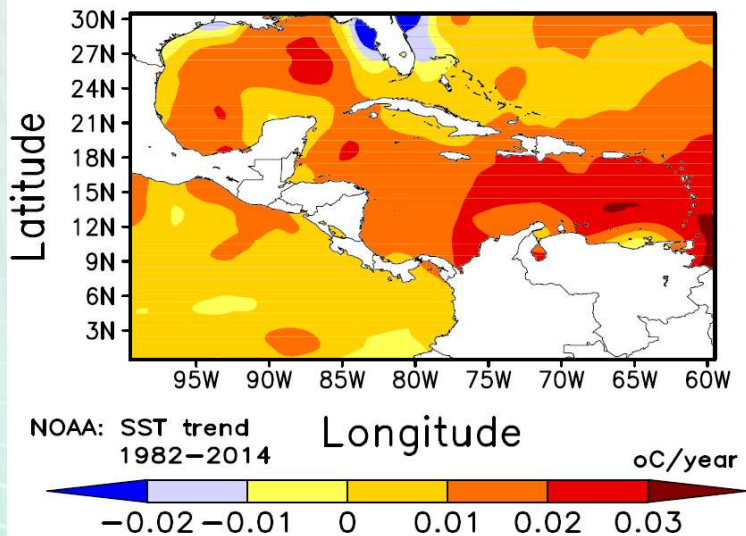 30N
27N
24N
21N
18N
15N
12N
9N
6N
3N
Latitude
95W 90W 85W 80W 75W 70W 65W 60W
NOAA: SST trend
1982−2014
Longitude
oC/year
−0.02 −0.01 0 0.01 0.02 0.03